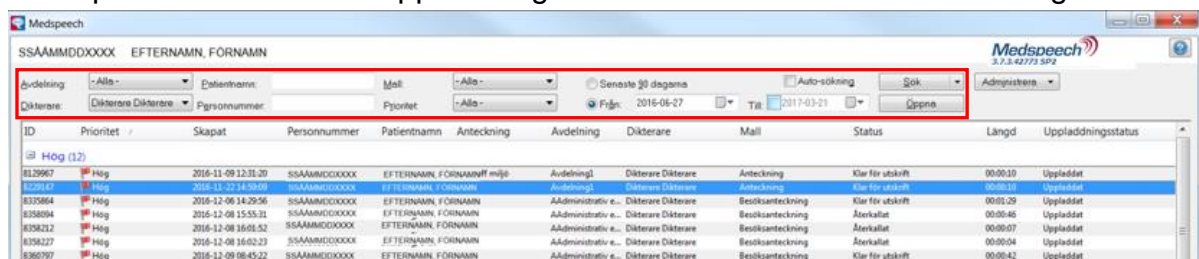 Medspeech
SSÅÅMMDDXXXX EFTERNAMN, FÖRNAMN
Medspeech
3.7.3.42773 SP2
Avdelning: - Alla - Patientnamn: Mall: - Alla - Senaste 90 dagarna Auto-sökning Sök Administrera
Dikterare: Dikterare Dikterare Personnummer: Prioritet: - Alla - Från: 2016-06-27 Till: 2017-03-21 Öppna
ID Prioritet Skapat Personnummer Patientnamn Anteckning Avdelning Dikterare Mall Status Längd Uppladdningsstatus
Hög (12)
8129967 Hög 2016-11-09 12:31:20 SSÅÅMMDDXXXX EFTERNAMN, FÖRNAMN miljö Avdelning1 Dikterare Dikterare Anteckning Klar för utskrift 00:00:10 Uppladdat
8229147 Hög 2016-11-22 14:59:09 SSÅÅMMDDXXXX EFTERNAMN, FÖRNAMN Avdelning1 Dikterare Dikterare Anteckning Klar för utskrift 00:00:10 Uppladdat
8335864 Hög 2016-12-06 14:29:56 SSÅÅMMDDXXXX EFTERNAMN, FÖRNAMN AAdministrativ e... Dikterare Dikterare Besöksanteckning Klar för utskrift 00:01:29 Uppladdat
8358094 Hög 2016-12-08 15:55:31 SSÅÅMMDDXXXX EFTERNAMN, FÖRNAMN AAdministrativ e... Dikterare Dikterare Besöksanteckning Återkallat 00:00:46 Uppladdat
8358212 Hög 2016-12-08 16:01:52 SSÅÅMMDDXXXX EFTERNAMN, FÖRNAMN AAdministrativ e... Dikterare Dikterare Besöksanteckning Återkallat 00:00:07 Uppladdat
8358227 Hög 2016-12-08 16:02:23 SSÅÅMMDDXXXX EFTERNAMN, FÖRNAMN AAdministrativ e... Dikterare Dikterare Besöksanteckning Återkallat 00:00:04 Uppladdat
8360797 Hög 2016-12-09 08:45:22 SSÅÅMMDDXXXX EFTERNAMN, FÖRNAMN AAdministrativ e... Dikterare Dikterare Besöksanteckning Klar för utskrift 00:00:42 Uppladdat